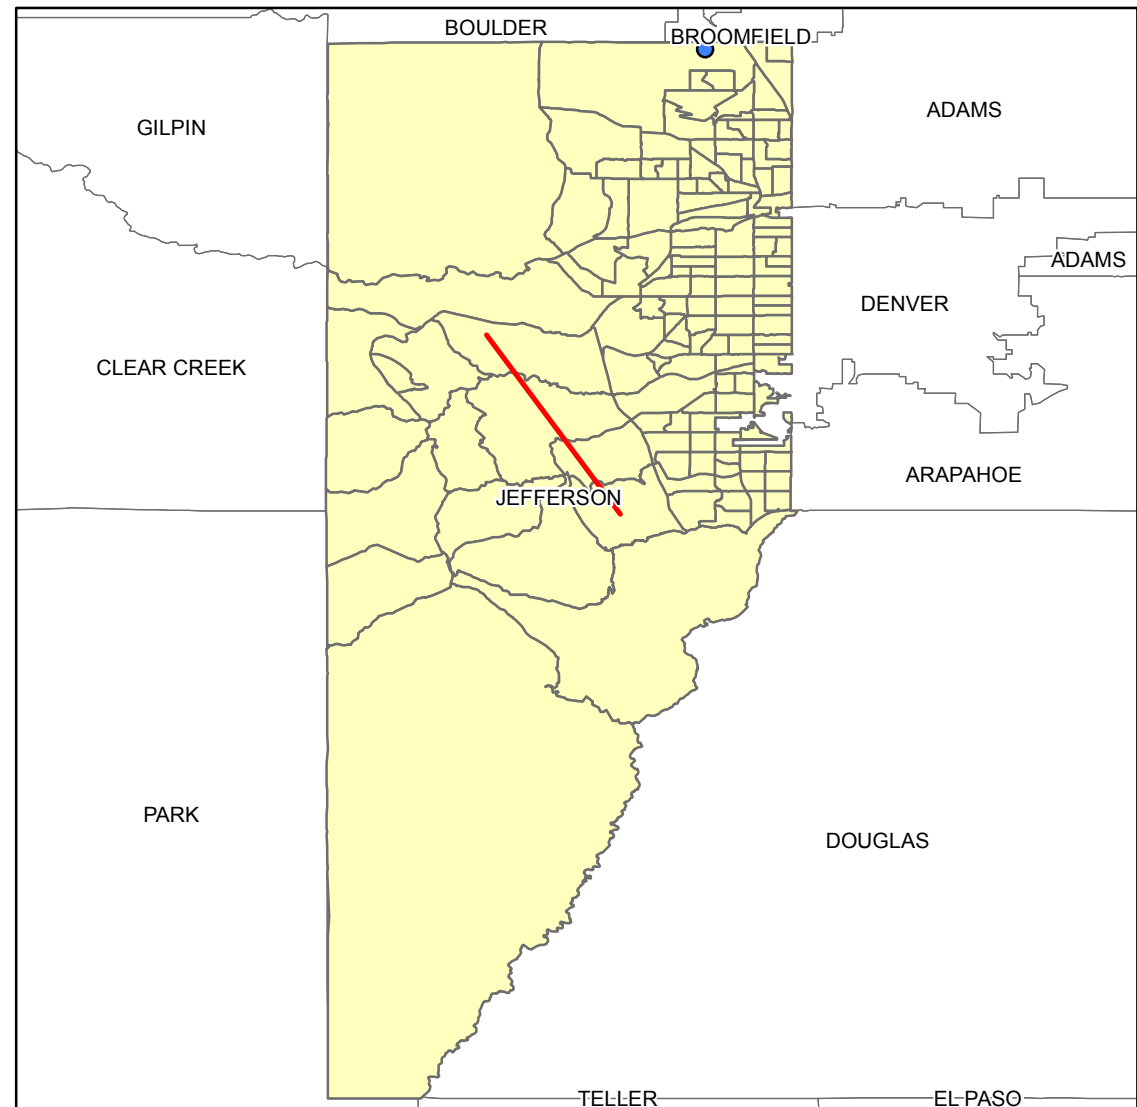 BOULDER
BROOMFIELD
ADAMS
GILPIN
ADAMS
DENVER
CLEAR CREEK
ARAPAHOE
JEFFERSON
PARK
DOUGLAS
TELLER
EL PASO